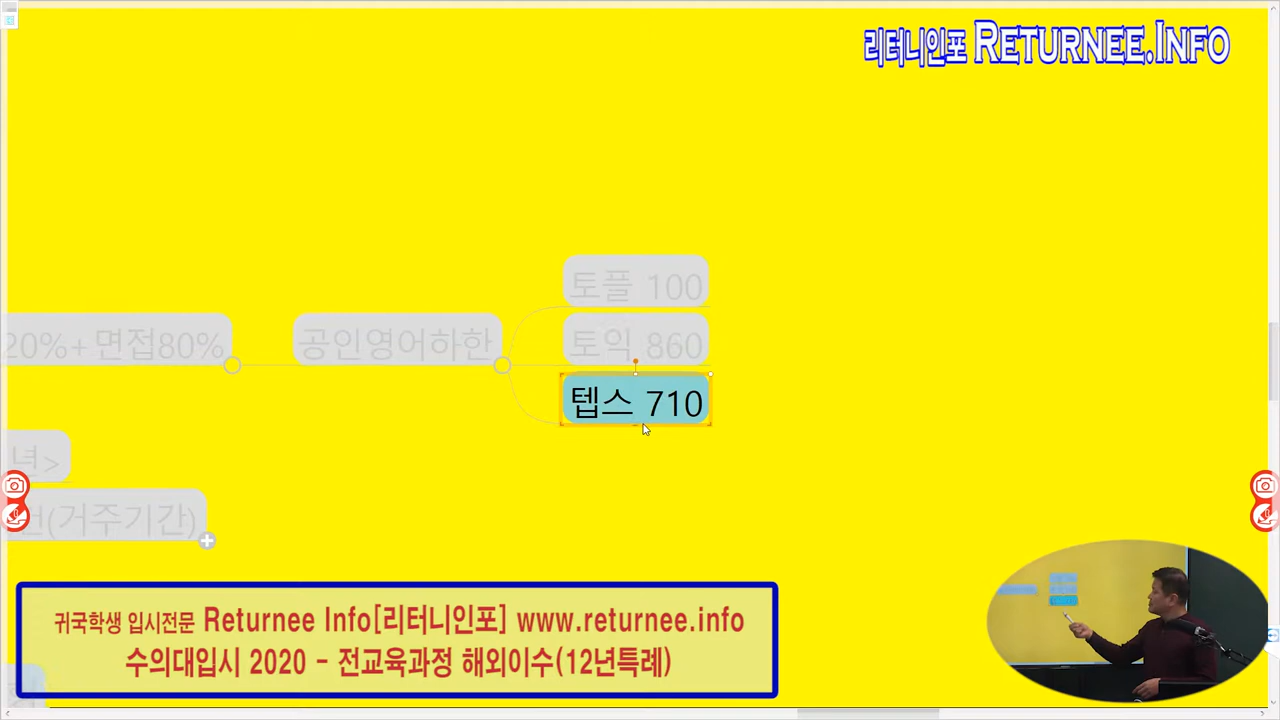 리터니인포 RETURNEE.INFO
토플 100
20%+면접80%
공인영어하한
토익 860
텝스 710
년>
(거주기간)
귀국학생 입시전문 Returnee Info[리터니인포] www.returnee.info
수의대입시 2020 - 전교육과정 해외이수(12년특례)